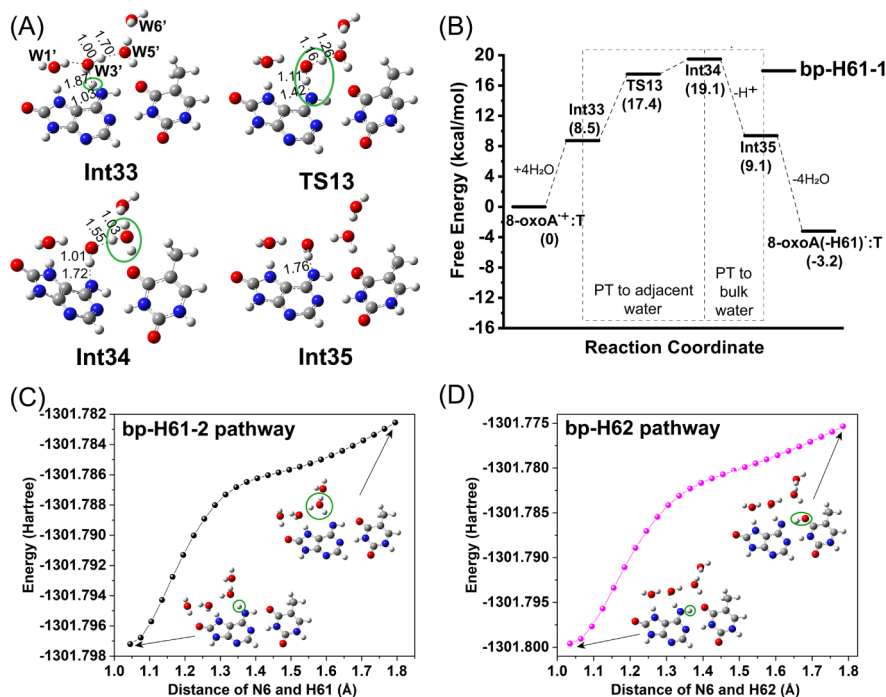 (A)
W6'
1.00
1.70
W1'
W5'
W3'
1.87
1.03
Int33
1.16
1.26
1.11
1.42
TS13
1.03
1.55
1.01
1.72
Int34
1.76
Int35
(B)
Free Energy (kcal/mol)
20
16
12
8
4
0
-4
-8
-12
-16
+4H₂O
8-oxoA˙⁺:T
(0)
Int33
(8.5)
TS13
(17.4)
Int34
(19.1)
-H⁺
bp-H61-1
Int35
(9.1)
-4H₂O
8-oxoA(-H61)˙:T
(-3.2)
PT to adjacent
water
PT to
bulk
water
Reaction Coordinate
(C)
bp-H61-2 pathway
Energy (Hartree)
-1301.782
-1301.784
-1301.786
-1301.788
-1301.790
-1301.792
-1301.794
-1301.796
-1301.798
1.0 1.1 1.2 1.3 1.4 1.5 1.6 1.7 1.8
Distance of N6 and H61 (Å)
(D)
bp-H62 pathway
Energy (Hartree)
-1301.775
-1301.780
-1301.785
-1301.790
-1301.795
-1301.800
1.0 1.1 1.2 1.3 1.4 1.5 1.6 1.7 1.8
Distance of N6 and H62 (Å)